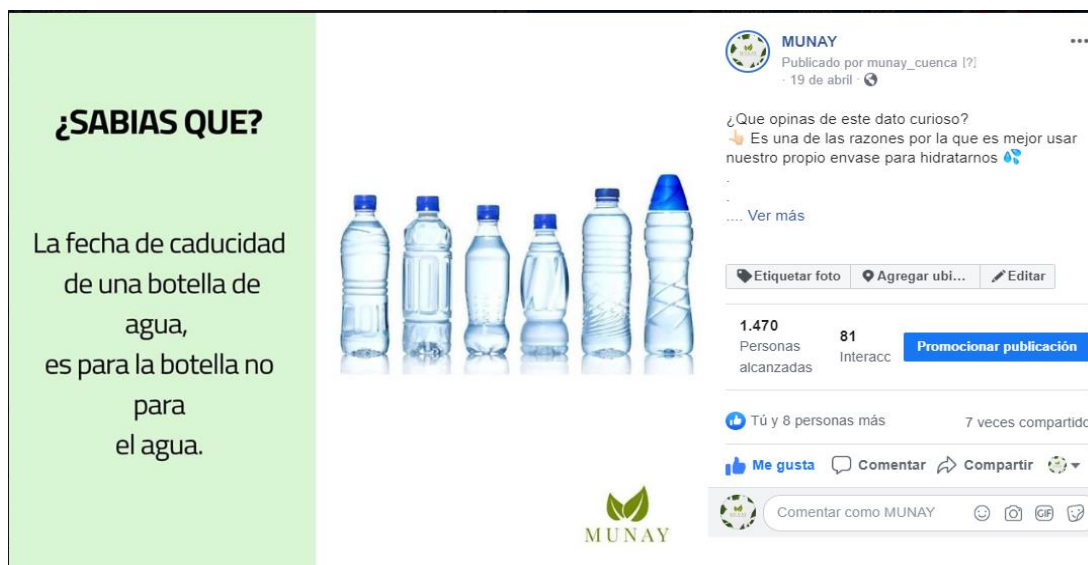 ¿SABIAS QUE?
La fecha de caducidad
de una botella de
agua,
es para la botella no
para
el agua.
MUNAY
MUNAY
Publicado por munay_cuenca [?]
· 19 de abril ·
¿Que opinas de este dato curioso?
👆🏻 Es una de las razones por la que es mejor usar
nuestro propio envase para hidratarnos 💦
.
.
.... Ver más
Etiquetar foto Agregar ubi... Editar
1.470
Personas
alcanzadas
81
Interacc
Promocionar publicación
Tú y 8 personas más 7 veces compartido
Me gusta Comentar Compartir
Comentar como MUNAY GIF